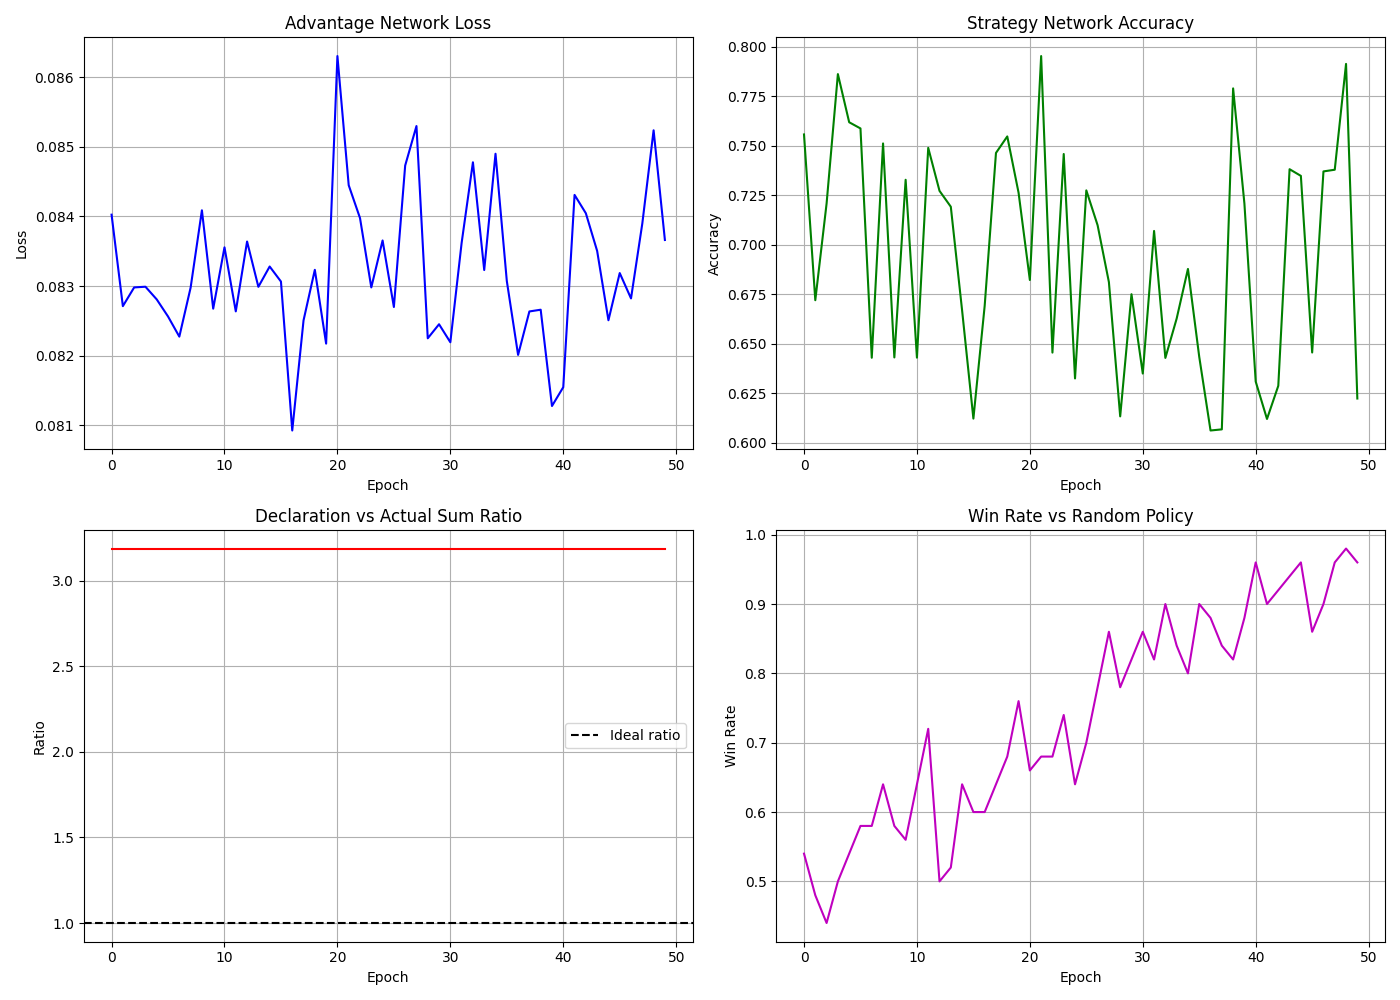 Advantage Network Loss
0.086
0.085
0.084
0.083
0.082
0.081
Loss
0 10 20 30 40 50
Epoch
Strategy Network Accuracy
0.800
0.775
0.750
0.725
0.700
0.675
0.650
0.625
0.600
Accuracy
0 10 20 30 40 50
Epoch
Declaration vs Actual Sum Ratio
3.0
2.5
2.0
1.5
1.0
Ratio
Ideal ratio
0 10 20 30 40 50
Epoch
Win Rate vs Random Policy
1.0
0.9
0.8
0.7
0.6
0.5
Win Rate
0 10 20 30 40 50
Epoch